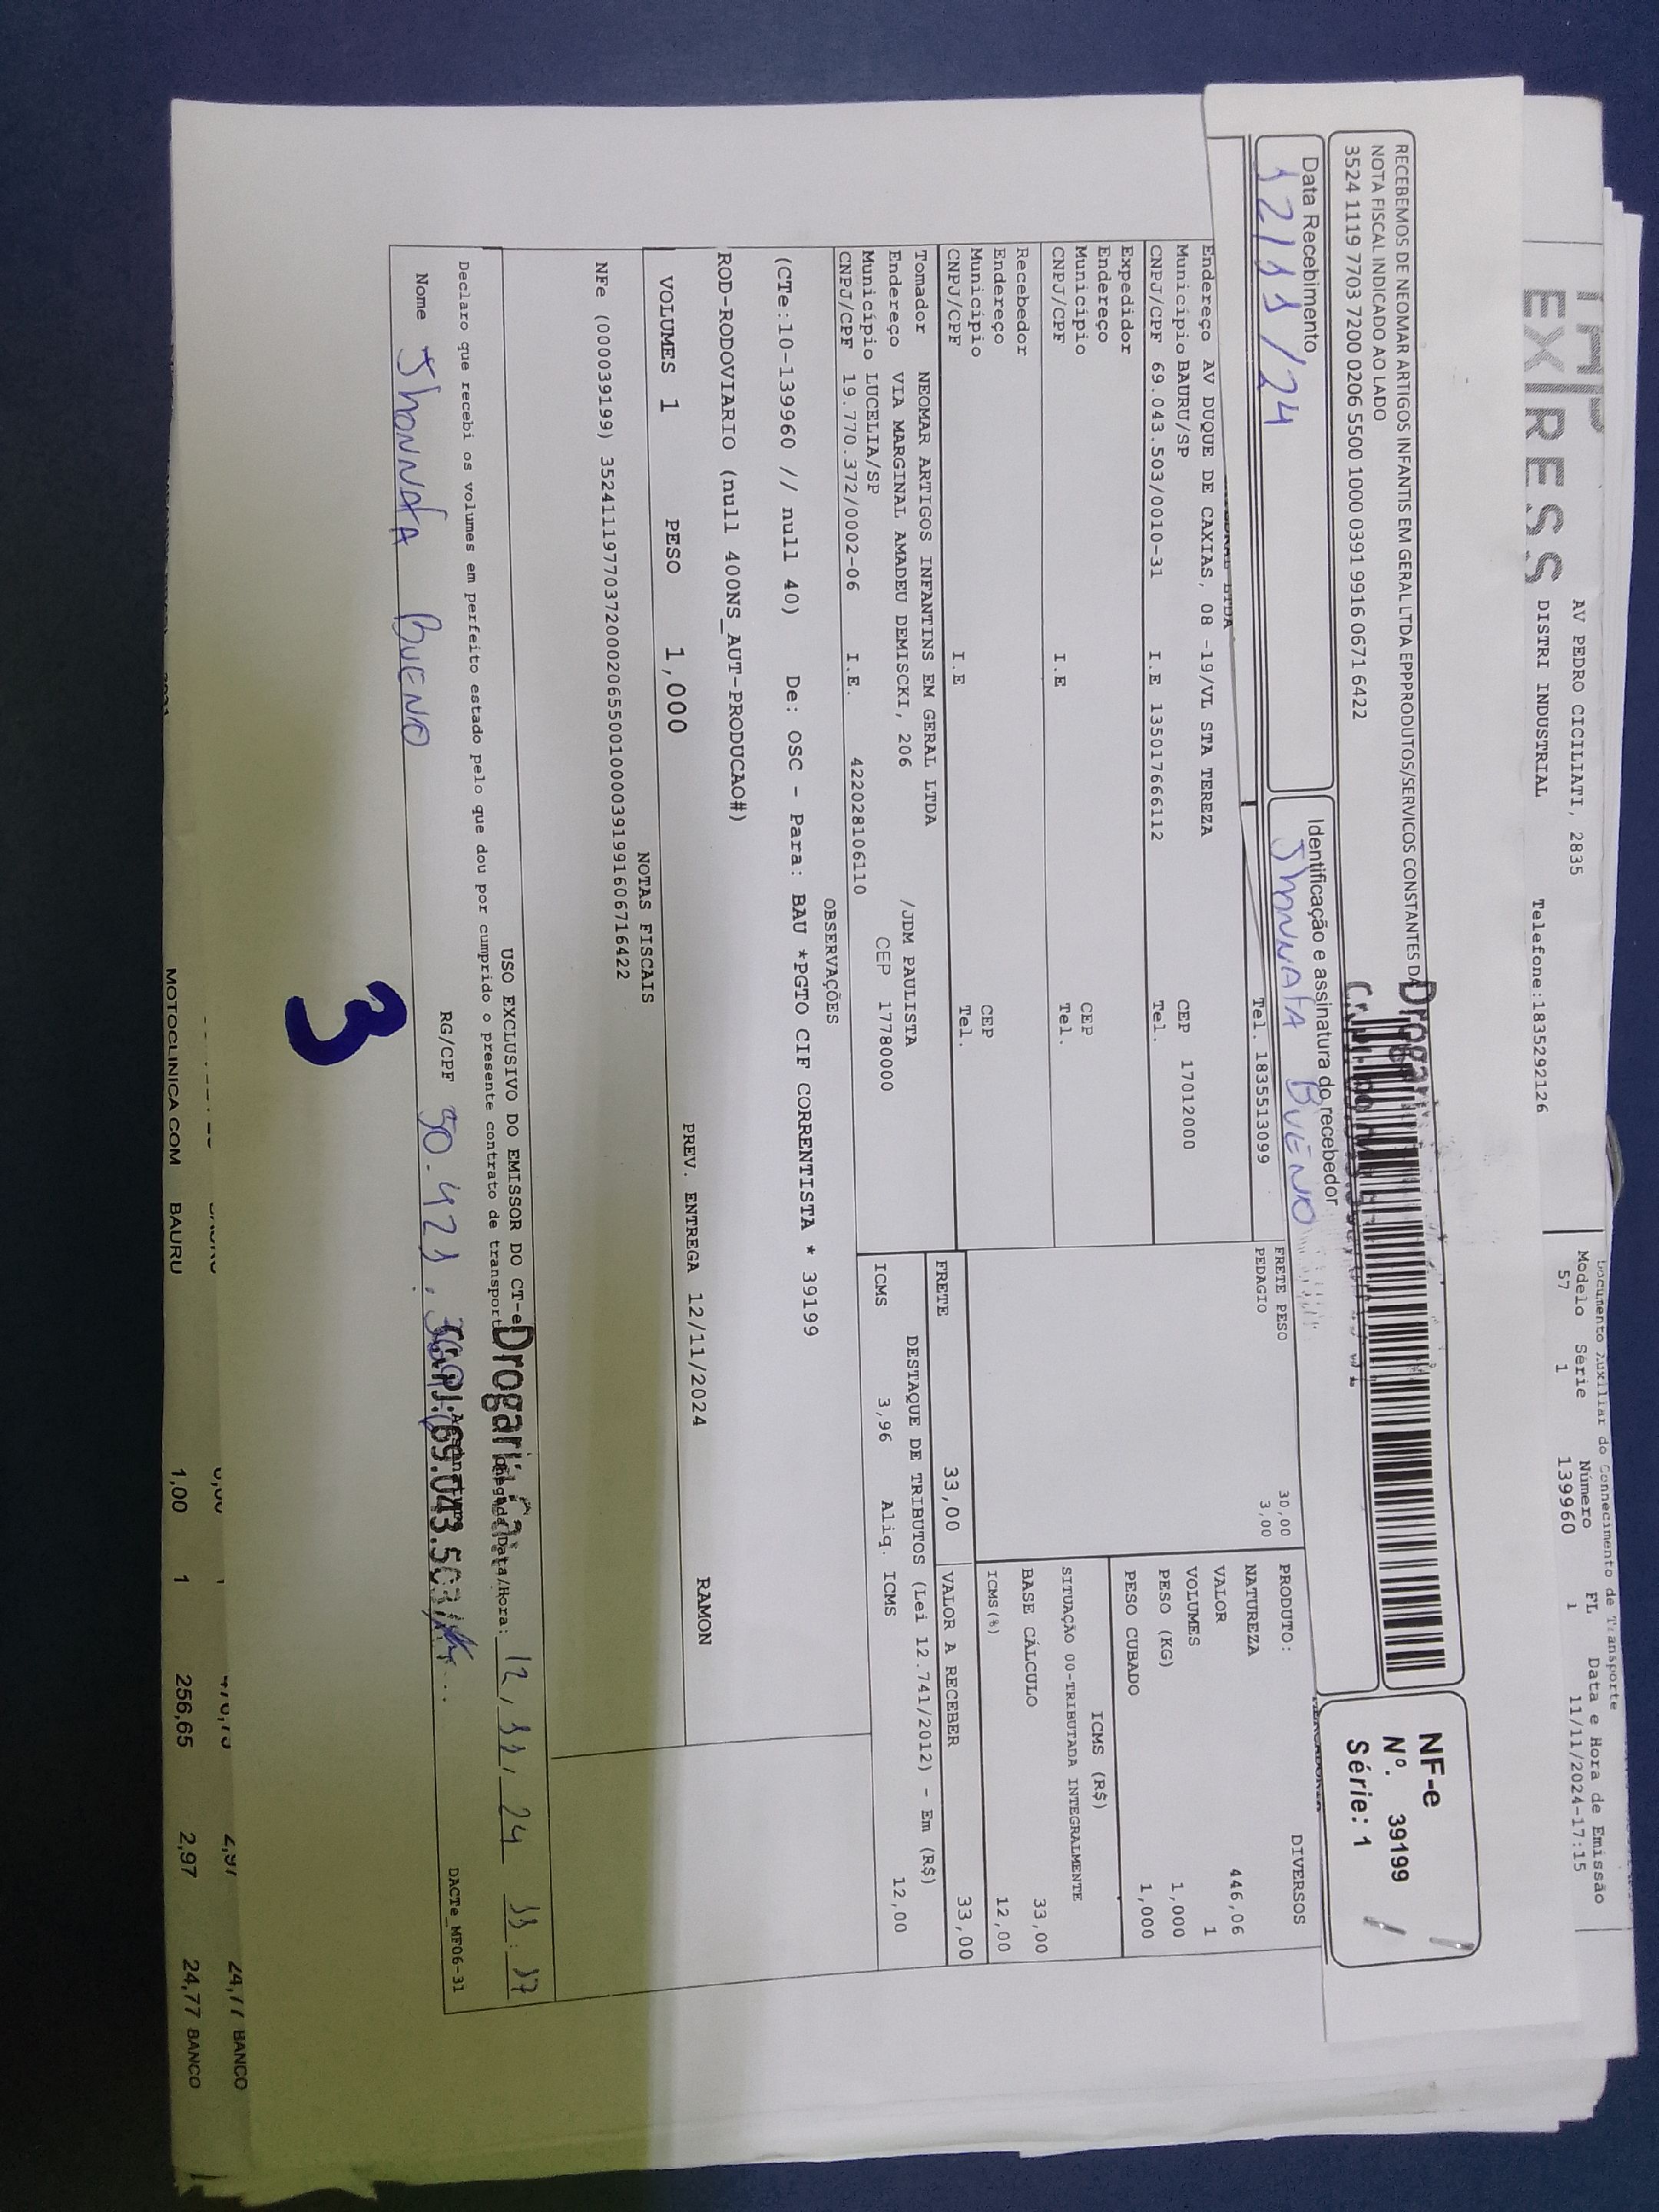 EXPRESS
AV PEDRO CICILIATI, 2835
DISTRI INDUSTRIAL
Telefone:1835292126
Documento Auxiliar do Conhecimento de Transporte
Modelo Série Número FL Data e Hora de Emissão
57 1 139960 1 11/11/2024-17:15
RECEBEMOS DE NEOMAR ARTIGOS INFANTIS EM GERAL LTDA EPPPRODUTOS/SERVICOS CONSTANTES DA
NOTA FISCAL INDICADO AO LADO
3524 1119 7703 7200 0206 5500 1000 0391 9916 0671 6422
NF-e
Nº. 39199
Série: 1
Data Recebimento
12/11/24
Identificação e assinatura do recebedor
Jhonnata Bueno
Tel. 1835513099
Endereço AV DUQUE DE CAXIAS, 08 -19/VL STA TEREZA
Município BAURU/SP CEP 17012000
CNPJ/CPF 69.043.503/0010-31 I.E 135017666112 Tel.
Expedidor
Endereço
Município CEP
CNPJ/CPF I.E Tel.
Recebedor
Endereço
Município CEP
CNPJ/CPF I.E Tel.
Tomador NEOMAR ARTIGOS INFANTINS EM GERAL LTDA
Endereço VIA MARGINAL AMADEU DEMISCKI, 206 /JDM PAULISTA
Município LUCELIA/SP CEP 17780000
CNPJ/CPF 19.770.372/0002-06 I.E. 422028106110
FRETE PESO 30,00
PEDAGIO 3,00
PRODUTO: DIVERSOS
NATUREZA
VALOR 446,06
VOLUMES 1
PESO (KG) 1,000
PESO CUBADO 1,000
ICMS (R$)
SITUAÇÃO 00-TRIBUTADA INTEGRALMENTE
BASE CÁLCULO 33,00
ICMS(%) 12,00
FRETE 33,00 VALOR A RECEBER 33,00
DESTAQUE DE TRIBUTOS (Lei 12.741/2012) - Em (R$)
ICMS 3,96 Aliq. ICMS 12,00
OBSERVAÇÕES
(CTe:10-139960 // null 40) De: OSC - Para: BAU *PGTO CIF CORRENTISTA * 39199
ROD-RODOVIARIO (null 400NS_AUT-PRODUCAO#)
VOLUMES 1 PESO 1,000 PREV. ENTREGA 12/11/2024 RAMON
NOTAS FISCAIS
NFe (000039199) 35241119770372000206550010000391991606716422
USO EXCLUSIVO DO EMISSOR DO CT-e
Declaro que recebi os volumes em perfeito estado pelo que dou por cumprido o presente contrato de transport
Chegada Data/Hora: 12/11/24 11:17
Nome Jhonnata Bueno RG/CPF 50.421.
CNPJ:69.043.503/
DACTe_MF06-31
3
24,77 BANCO
MOTOCLINICA COM BAURU 1,00 1 256,65 2,97 24,77 BANCO